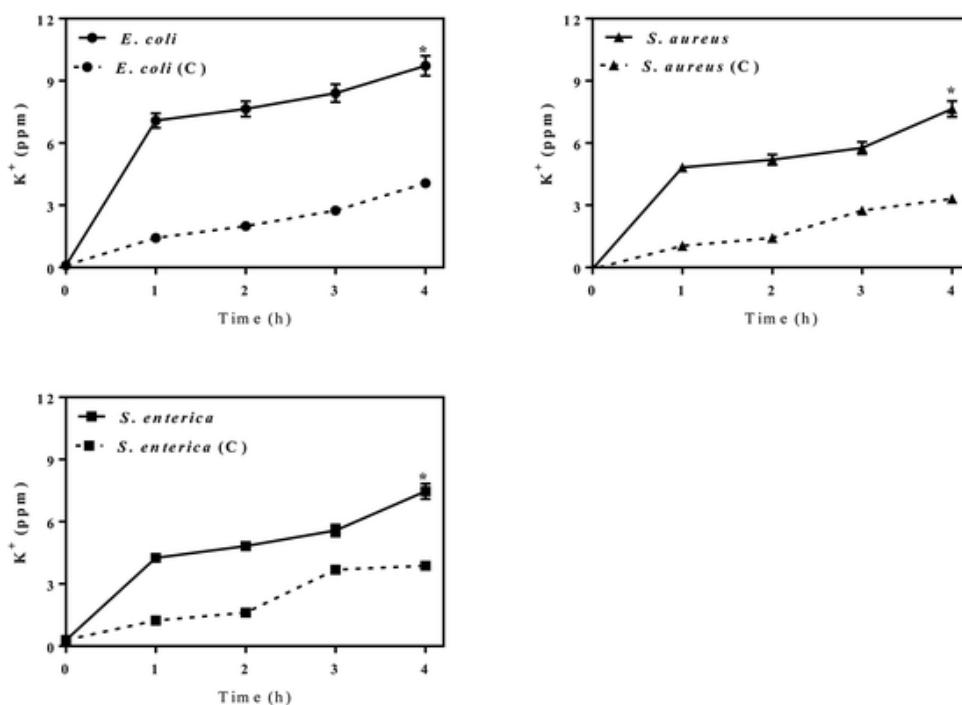 12
9
6
3
0
K+ (ppm)
E. coli
E. coli (C)
*
0 1 2 3 4
Time (h)
12
9
6
3
0
K+ (ppm)
S. aureus
S. aureus (C)
*
0 1 2 3 4
Time (h)
12
9
6
3
0
K+ (ppm)
S. enterica
S. enterica (C)
*
0 1 2 3 4
Time (h)